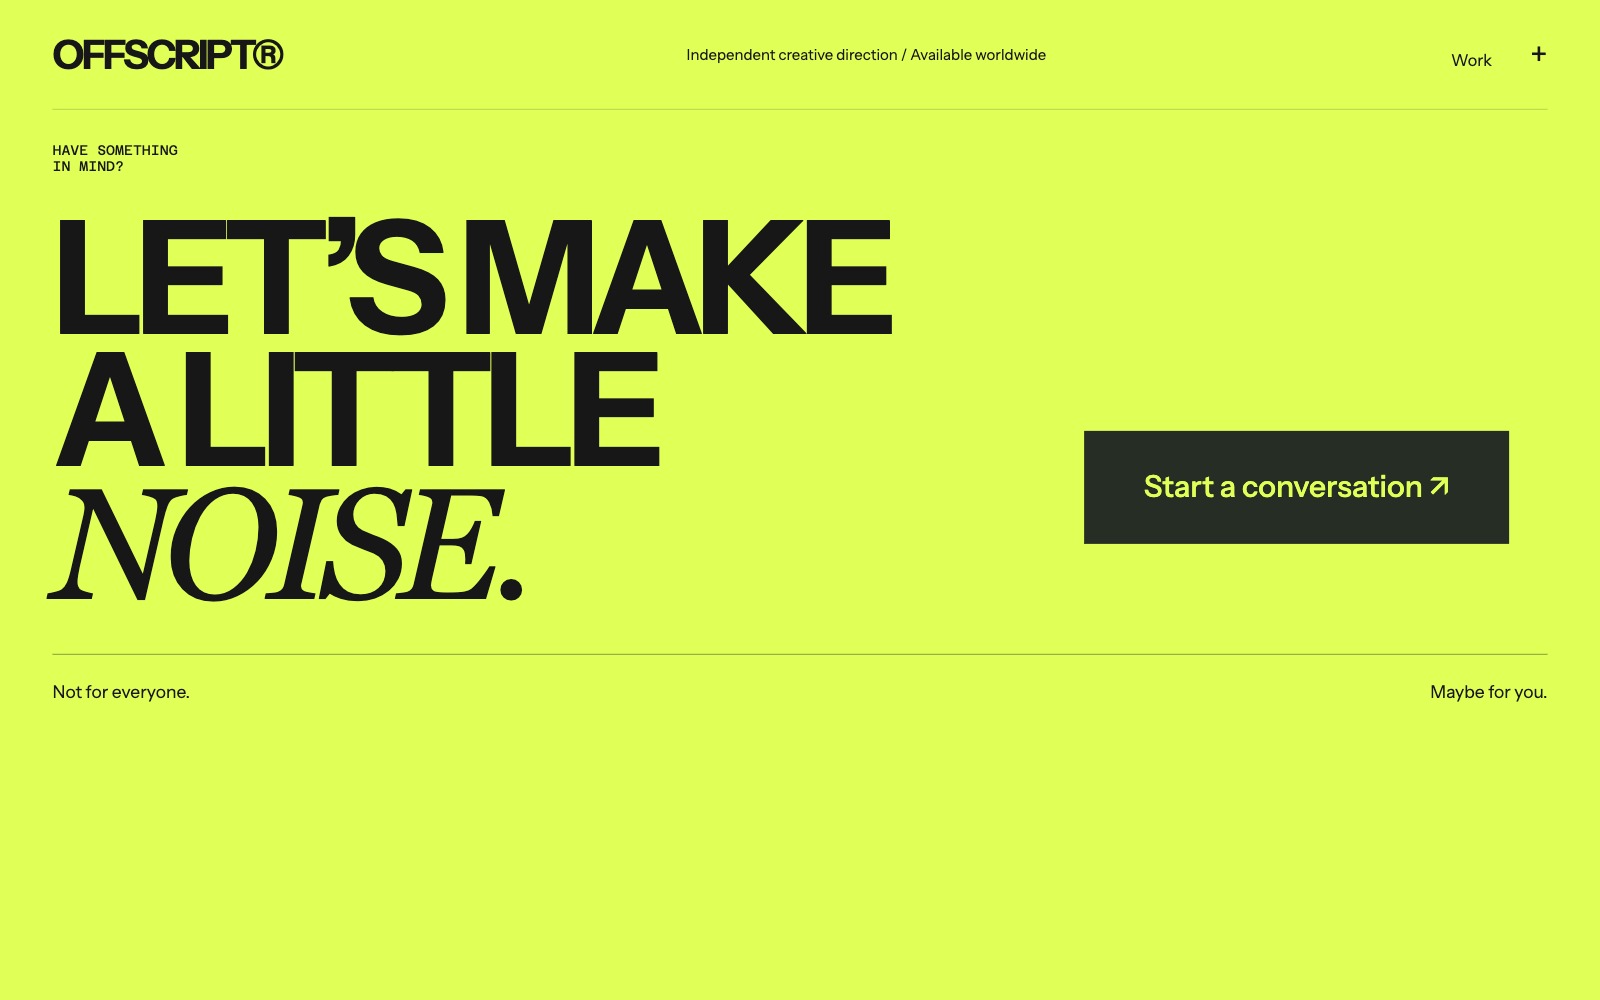 OFFSCRIPT®
Independent creative direction / Available worldwide
Work
+
HAVE SOMETHING
IN MIND?
LET’S MAKE
A LITTLE
NOISE.
Start a conversation ↗
Not for everyone.
Maybe for you.